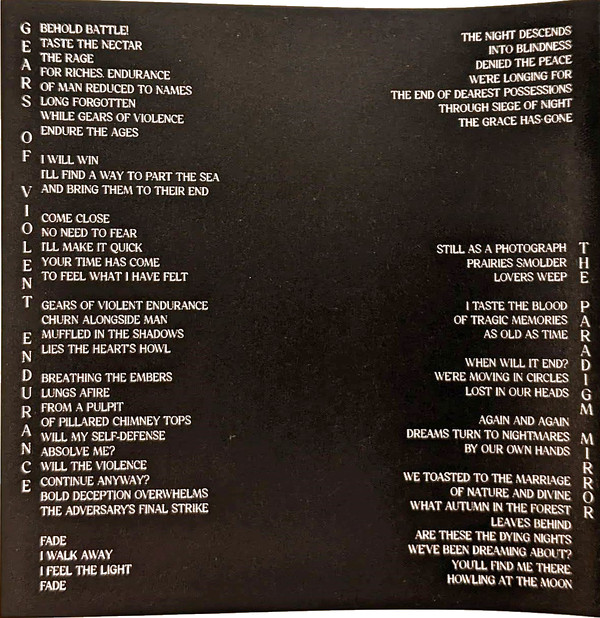 GEARS OF VIOLENT ENDURANCE
BEHOLD BATTLE!
TASTE THE NECTAR
THE RAGE
FOR RICHES. ENDURANCE
OF MAN REDUCED TO NAMES
LONG FORGOTTEN
WHILE GEARS OF VIOLENCE
ENDURE THE AGES
I WILL WIN
I'LL FIND A WAY TO PART THE SEA
AND BRING THEM TO THEIR END
COME CLOSE
NO NEED TO FEAR
I'LL MAKE IT QUICK
YOUR TIME HAS COME
TO FEEL WHAT I HAVE FELT
GEARS OF VIOLENT ENDURANCE
CHURN ALONGSIDE MAN
MUFFLED IN THE SHADOWS
LIES THE HEART'S HOWL
BREATHING THE EMBERS
LUNGS AFIRE
FROM A PULPIT
OF PILLARED CHIMNEY TOPS
WILL MY SELF-DEFENSE
ABSOLVE ME?
WILL THE VIOLENCE
CONTINUE ANYWAY?
BOLD DECEPTION OVERWHELMS
THE ADVERSARY'S FINAL STRIKE
FADE
I WALK AWAY
I FEEL THE LIGHT
FADE
THE NIGHT DESCENDS
INTO BLINDNESS
DENIED THE PEACE
WE'RE LONGING FOR
THE END OF DEAREST POSSESSIONS
THROUGH SIEGE OF NIGHT
THE GRACE HAS GONE
THE PARADIGM MIRROR
STILL AS A PHOTOGRAPH
PRAIRIES SMOLDER
LOVERS WEEP
I TASTE THE BLOOD
OF TRAGIC MEMORIES
AS OLD AS TIME
WHEN WILL IT END?
WE'RE MOVING IN CIRCLES
LOST IN OUR HEADS
AGAIN AND AGAIN
DREAMS TURN TO NIGHTMARES
BY OUR OWN HANDS
WE TOASTED TO THE MARRIAGE
OF NATURE AND DIVINE
WHAT AUTUMN IN THE FOREST
LEAVES BEHIND
ARE THESE THE DYING NIGHTS
WE'VE BEEN DREAMING ABOUT?
YOU'LL FIND ME THERE
HOWLING AT THE MOON